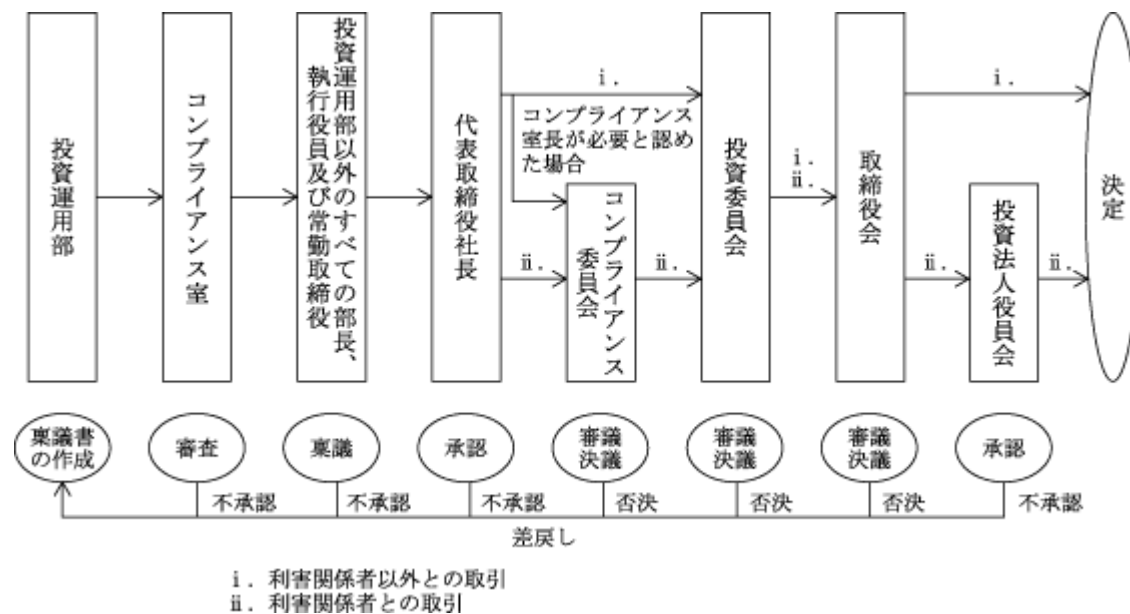 投資運用部
コンプライアンス室
投資運用部以外のすべての部長、
執行役員及び常勤取締役
代表取締役社長
ⅰ.
コンプライアンス
室長が必要と認め
た場合
ⅱ.
コンプライアンス
委員会
ⅱ.
投資委員会
ⅰ.
ⅱ.
取締役会
ⅰ.
ⅱ.
投資法人役員会
ⅱ.
決定
稟議書
の作成
審査
稟議
承認
審議
決議
審議
決議
審議
決議
承認
不承認
不承認
不承認
否決
否決
否決
不承認
差戻し
ⅰ. 利害関係者以外との取引
ⅱ. 利害関係者との取引